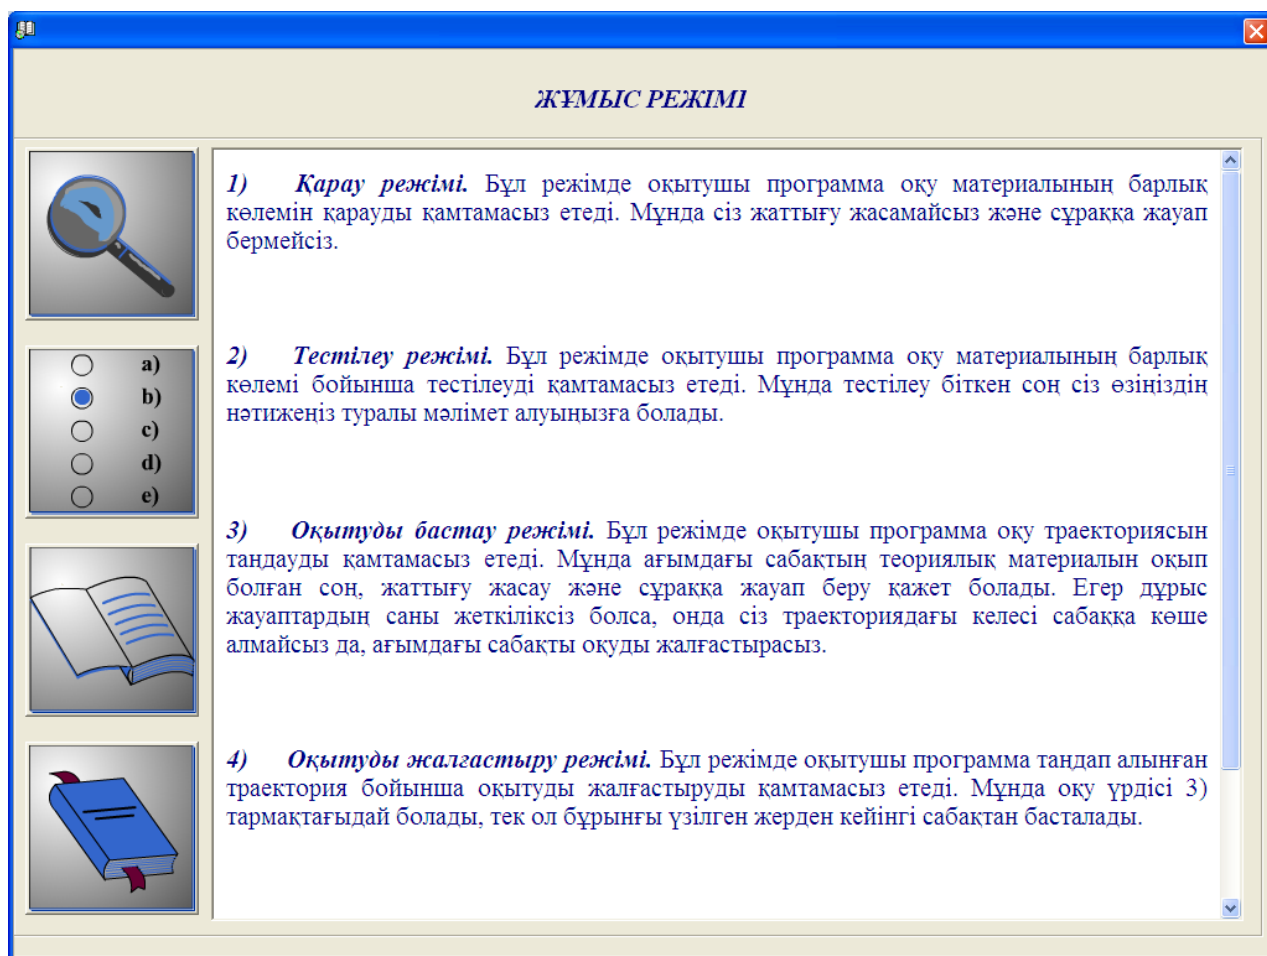 ЖҰМЫС РЕЖІМІ
1) Қарау режімі. Бұл режімде оқытушы программа оқу материалының барлық
көлемін қарауды қамтамасыз етеді. Мұнда сіз жаттығу жасамайсыз және сұраққа жауап
бермейсіз.
a)
b)
c)
d)
e)
2) Тестілеу режімі. Бұл режімде оқытушы программа оқу материалының барлық
көлемі бойынша тестілеуді қамтамасыз етеді. Мұнда тестілеу біткен соң сіз өзіңіздің
нәтижеңіз туралы мәлімет алуыңызға болады.
3) Оқытуды бастау режімі. Бұл режімде оқытушы программа оқу траекториясын
таңдауды қамтамасыз етеді. Мұнда ағымдағы сабақтың теориялық материалын оқып
болған соң, жаттығу жасау және сұраққа жауап беру қажет болады. Егер дұрыс
жауаптардың саны жеткіліксіз болса, онда сіз траекториядағы келесі сабаққа көше
алмайсыз да, ағымдағы сабақты оқуды жалғастырасыз.
4) Оқытуды жалғастыру режімі. Бұл режімде оқытушы программа таңдап алынған
траектория бойынша оқытуды жалғастыруды қамтамасыз етеді. Мұнда оқу үрдісі 3)
тармақтағыдай болады, тек ол бұрынғы үзілген жерден кейінгі сабақтан басталады.